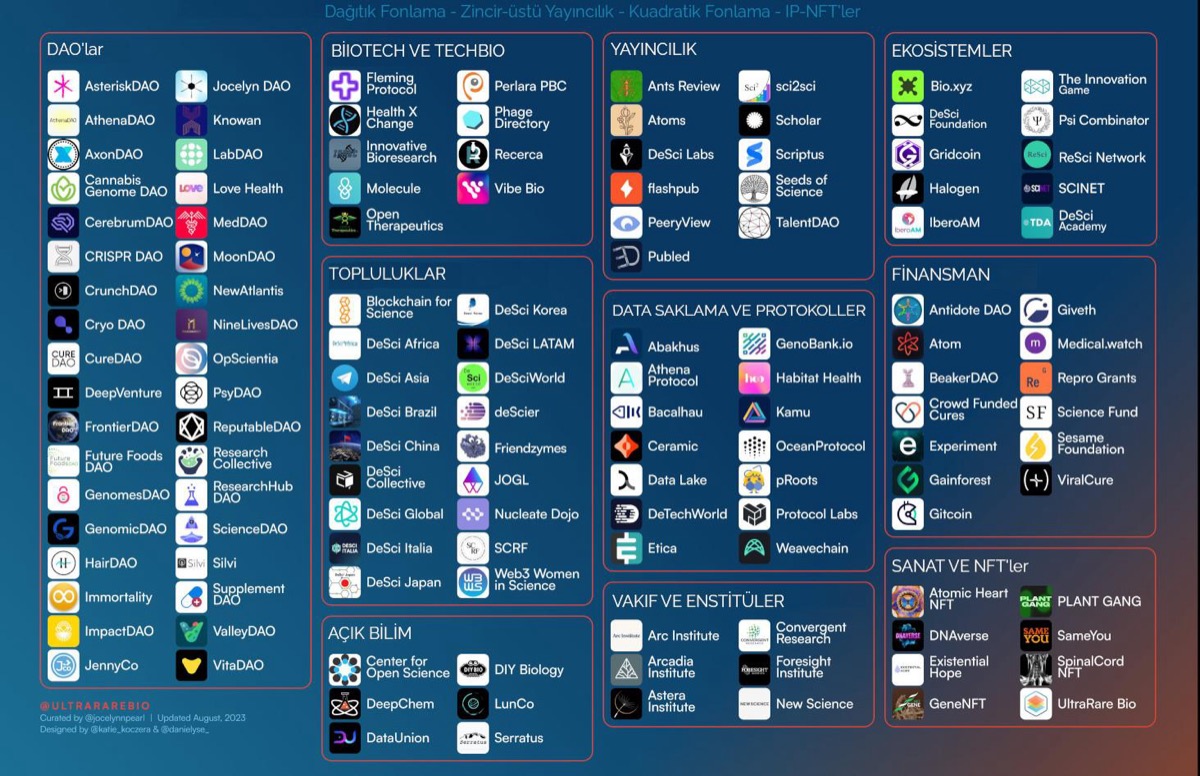 Dağıtık Fonlama - Zincir-üstü Yayıncılık - Kuadratik Fonlama - IP-NFT'ler
DAO'lar
AsteriskDAO
Jocelyn DAO
AthenaDAO
Knowan
AxonDAO
LabDAO
Cannabis
Genome DAO
Love Health
CerebrumDAO
MedDAO
CRISPR DAO
MoonDAO
CrunchDAO
NewAtlantis
Cryo DAO
NineLivesDAO
CureDAO
OpScientia
DeepVenture
PsyDAO
FrontierDAO
ReputableDAO
Future Foods
DAO
Research
Collective
GenomesDAO
ResearchHub
DAO
GenomicDAO
ScienceDAO
HairDAO
Silvi
Immortality
Supplement
DAO
ImpactDAO
ValleyDAO
JennyCo
VitaDAO
BİİOTECH VE TECHBIO
Fleming
Protocol
Perlara PBC
Health X
Change
Phage
Directory
Innovative
Bioresearch
Recerca
Molecule
Vibe Bio
Open
Therapeutics
TOPLULUKLAR
Blockchain for
Science
DeSci Korea
DeSci Africa
DeSci LATAM
DeSci Asia
DeSciWorld
DeSci Brazil
deScier
DeSci China
Friendzymes
DeSci
Collective
JOGL
DeSci Global
Nucleate Dojo
DeSci Italia
SCRF
DeSci Japan
Web3 Women
in Science
AÇIK BİLİM
Center for
Open Science
DIY Biology
DeepChem
LunCo
DataUnion
Serratus
YAYINCILIK
Ants Review
sci2sci
Atoms
Scholar
DeSci Labs
Scriptus
flashpub
Seeds of
Science
PeeryView
TalentDAO
Publed
DATA SAKLAMA VE PROTOKOLLER
Abakhus
GenoBank.io
Athena
Protocol
Habitat Health
Bacalhau
Kamu
Ceramic
OceanProtocol
Data Lake
pRoots
DeTechWorld
Protocol Labs
Etica
Weavechain
VAKIF VE ENSTİTÜLER
Arc Institute
Convergent
Research
Arcadia
Institute
Foresight
Institute
Astera
Institute
New Science
EKOSİSTEMLER
Bio.xyz
The Innovation
Game
DeSci
Foundation
Psi Combinator
Gridcoin
ReSci Network
Halogen
SCINET
IberoAM
DeSci
Academy
FİNANSMAN
Antidote DAO
Giveth
Atom
Medical.watch
BeakerDAO
Repro Grants
Crowd Funded
Cures
Science Fund
Experiment
Sesame
Foundation
Gainforest
ViralCure
Gitcoin
SANAT VE NFT'ler
Atomic Heart
NFT
PLANT GANG
DNAverse
SameYou
Existential
Hope
SpinalCord
NFT
GeneNFT
UltraRare Bio
@ULTRARAREBIO
Curated by @jocelynnpearl | Updated August, 2023
Designed by @katie_koczera & @danielyse_